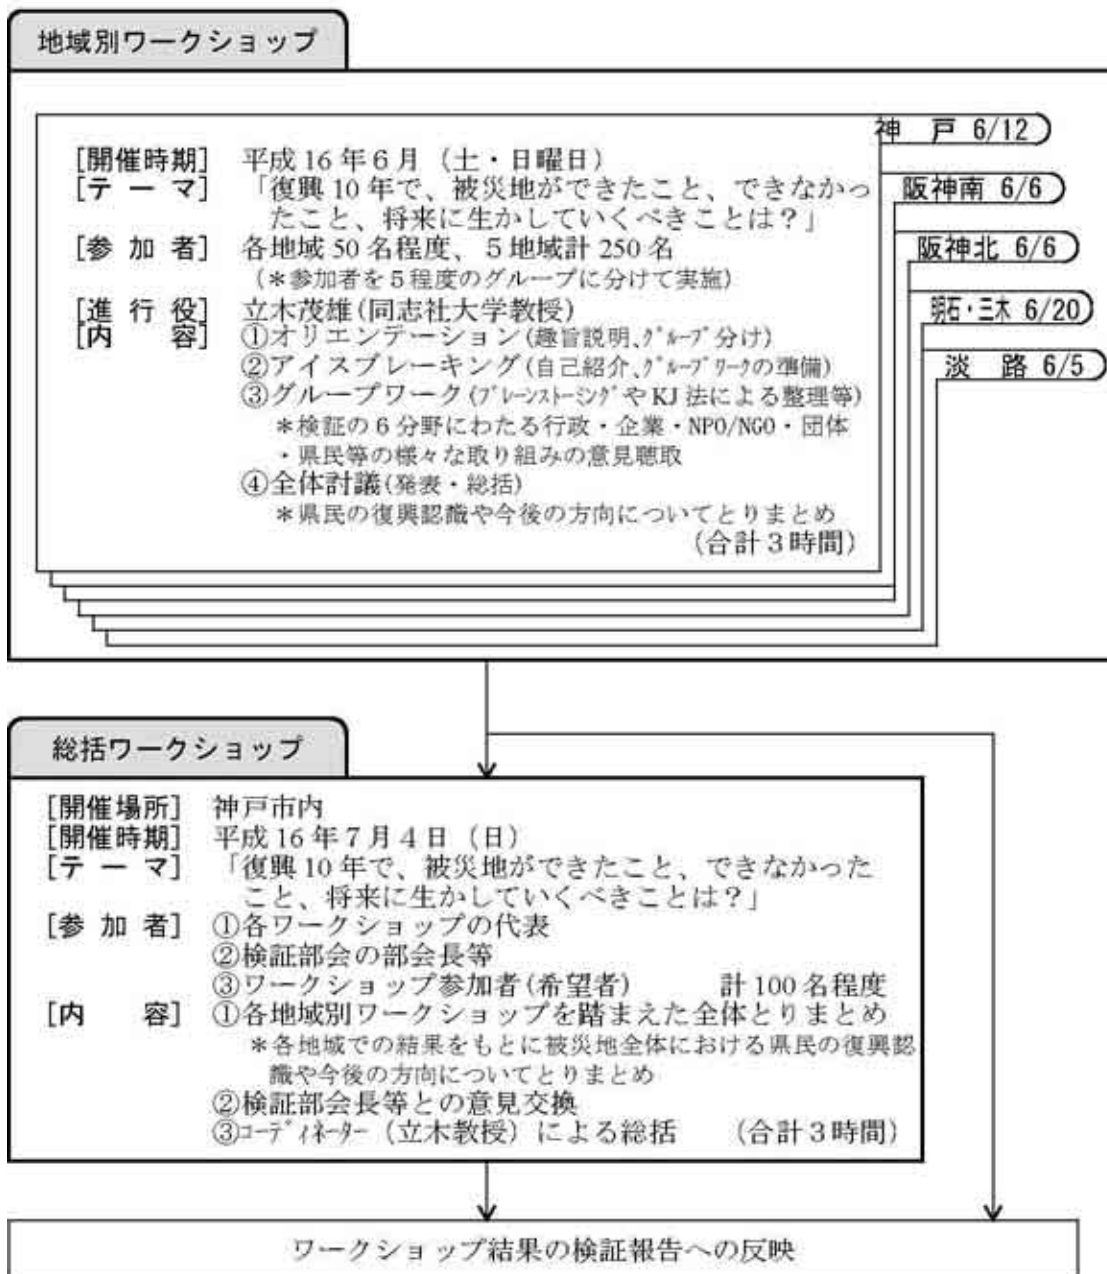 地域別ワークショップ
神　戸 6/12
阪神南 6/6
阪神北 6/6
明石・三木 6/20
淡　路 6/5
[開催時期]　平成16年6月（土・日曜日）
[テ ー マ]　「復興10年で、被災地ができたこと、できなかっ
たこと、将来に生かしていくべきことは？」
[参 加 者]　各地域50名程度、5地域計250名
（＊参加者を5程度のグループに分けて実施）
[進 行 役]　立木茂雄(同志社大学教授)
[内　　容]　①オリエンテーション(趣旨説明、ｸﾞﾙｰﾌﾟ分け)
②アイスブレーキング(自己紹介、ｸﾞﾙｰﾌﾟﾜｰｸの準備)
③グループワーク(ﾌﾞﾚｰﾝｽﾄｰﾐﾝｸﾞやKJ法による整理等)
＊検証の6分野にわたる行政・企業・NPO/NGO・団体
・県民等の様々な取り組みの意見聴取
④全体討議(発表・総括)
＊県民の復興認識や今後の方向についてとりまとめ
（合計3時間）
総括ワークショップ
[開催場所]　神戸市内
[開催時期]　平成16年7月4日（日）
[テ ー マ]　「復興10年で、被災地ができたこと、できなかった
こと、将来に生かしていくべきことは？」
[参 加 者]　①各ワークショップの代表
②検証部会の部会長等
③ワークショップ参加者(希望者)　　計100名程度
[内　　容]　①各地域別ワークショップを踏まえた全体とりまとめ
＊各地域での結果をもとに被災地全体における県民の復興認
識や今後の方向についてとりまとめ
②検証部会長等との意見交換
③ｺｰﾃﾞｨﾈｰﾀｰ（立木教授）による総括　（合計3時間）
ワークショップ結果の検証報告への反映